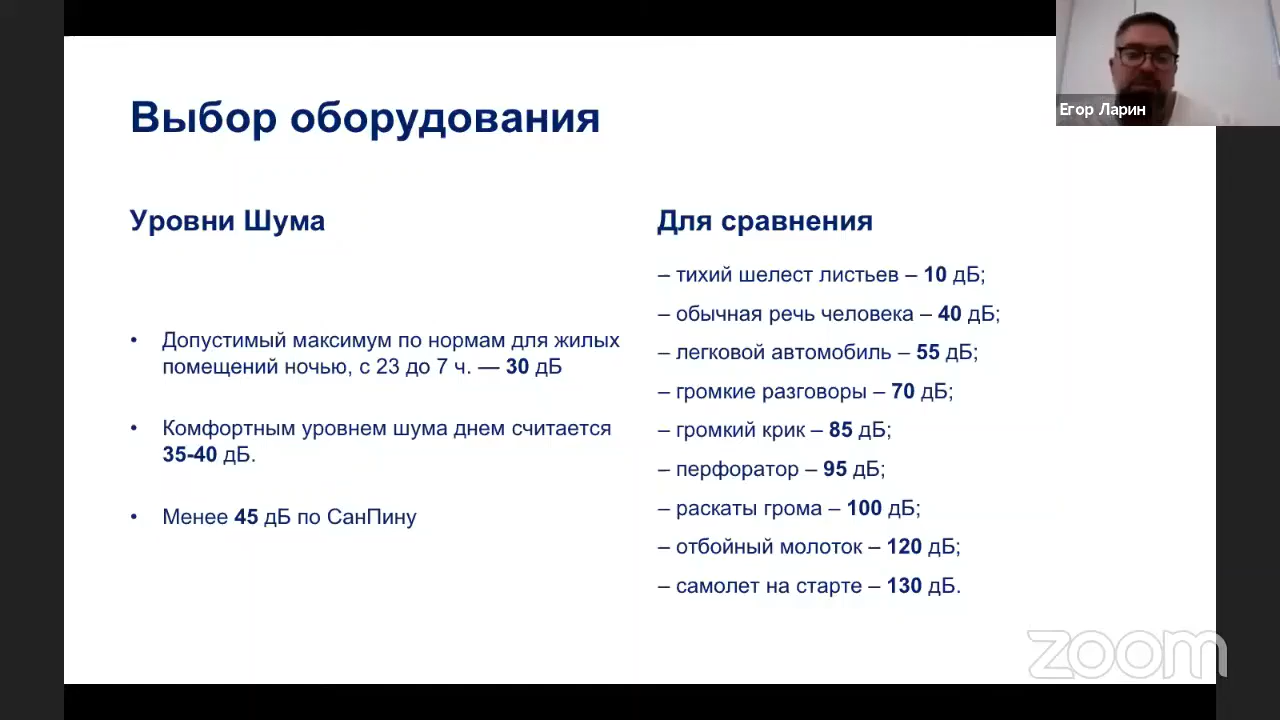 Выбор оборудования
Егор Ларин
Уровни Шума
• Допустимый максимум по нормам для жилых
помещений ночью, с 23 до 7 ч. — 30 дБ
• Комфортным уровнем шума днем считается
35-40 дБ.
• Менее 45 дБ по СанПину
Для сравнения
– тихий шелест листьев – 10 дБ;
– обычная речь человека – 40 дБ;
– легковой автомобиль – 55 дБ;
– громкие разговоры – 70 дБ;
– громкий крик – 85 дБ;
– перфоратор – 95 дБ;
– раскаты грома – 100 дБ;
– отбойный молоток – 120 дБ;
– самолет на старте – 130 дБ.
zoom